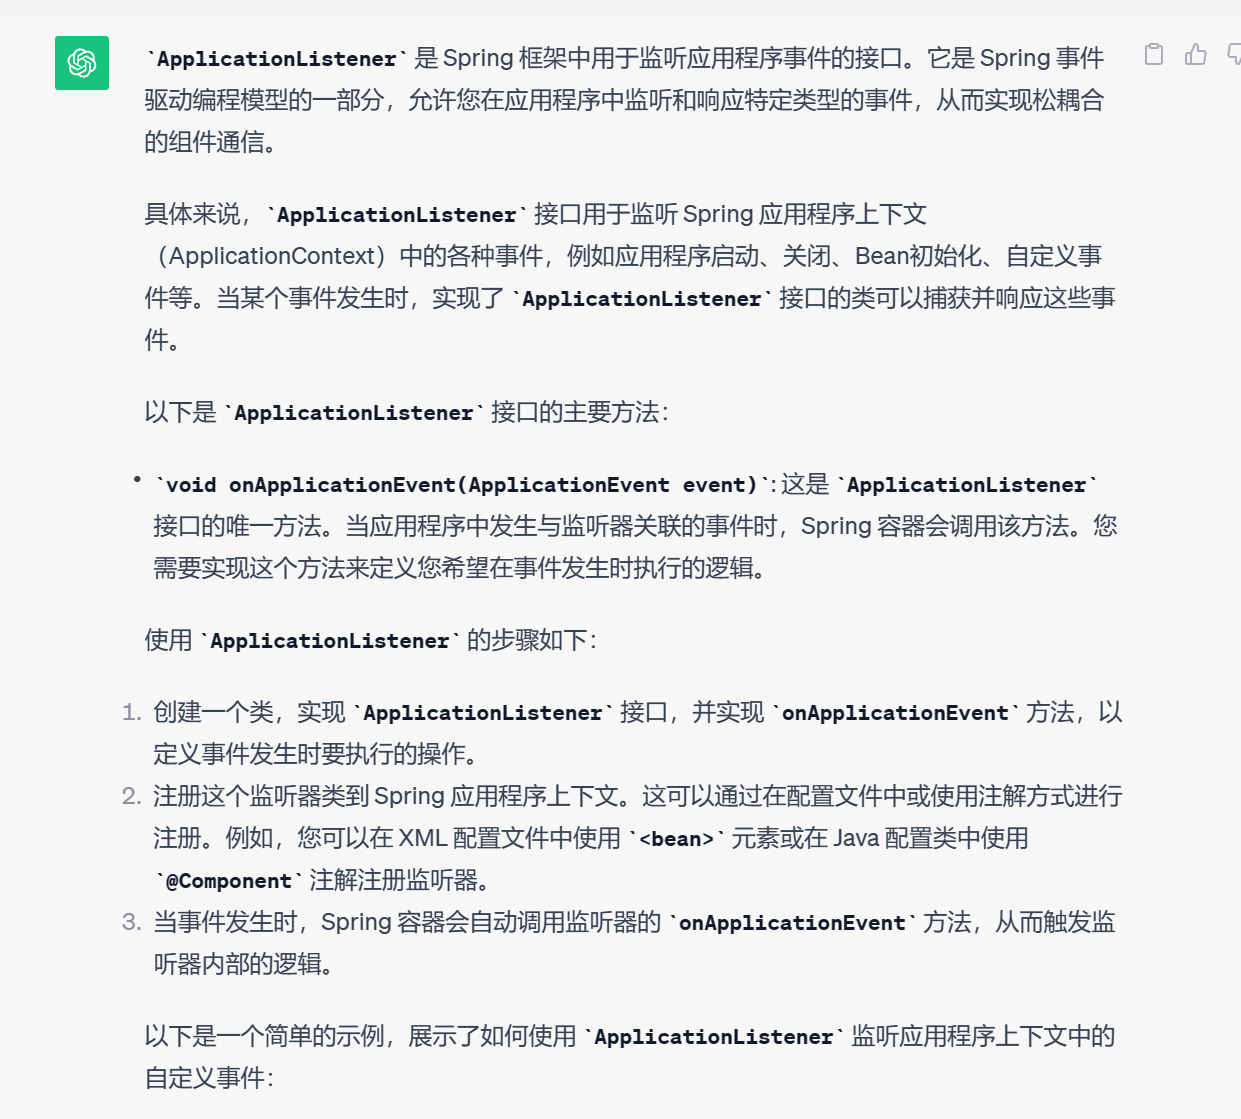 `ApplicationListener` 是 Spring 框架中用于监听应用程序事件的接口。它是 Spring 事件
驱动编程模型的一部分，允许您在应用程序中监听和响应特定类型的事件，从而实现松耦合
的组件通信。
具体来说，`ApplicationListener` 接口用于监听 Spring 应用程序上下文
（ApplicationContext）中的各种事件，例如应用程序启动、关闭、Bean初始化、自定义事
件等。当某个事件发生时，实现了 `ApplicationListener` 接口的类可以捕获并响应这些事
件。
以下是 `ApplicationListener` 接口的主要方法：
• `void onApplicationEvent(ApplicationEvent event)`: 这是 `ApplicationListener`
接口的唯一方法。当应用程序中发生与监听器关联的事件时，Spring 容器会调用该方法。您
需要实现这个方法来定义您希望在事件发生时执行的逻辑。
使用 `ApplicationListener` 的步骤如下：
1. 创建一个类，实现 `ApplicationListener` 接口，并实现 `onApplicationEvent` 方法，以
定义事件发生时要执行的操作。
2. 注册这个监听器类到 Spring 应用程序上下文。这可以通过在配置文件中或使用注解方式进行
注册。例如，您可以在 XML 配置文件中使用 `<bean>` 元素或在 Java 配置类中使用
`@Component` 注解注册监听器。
3. 当事件发生时，Spring 容器会自动调用监听器的 `onApplicationEvent` 方法，从而触发监
听器内部的逻辑。
以下是一个简单的示例，展示了如何使用 `ApplicationListener` 监听应用程序上下文中的
自定义事件：